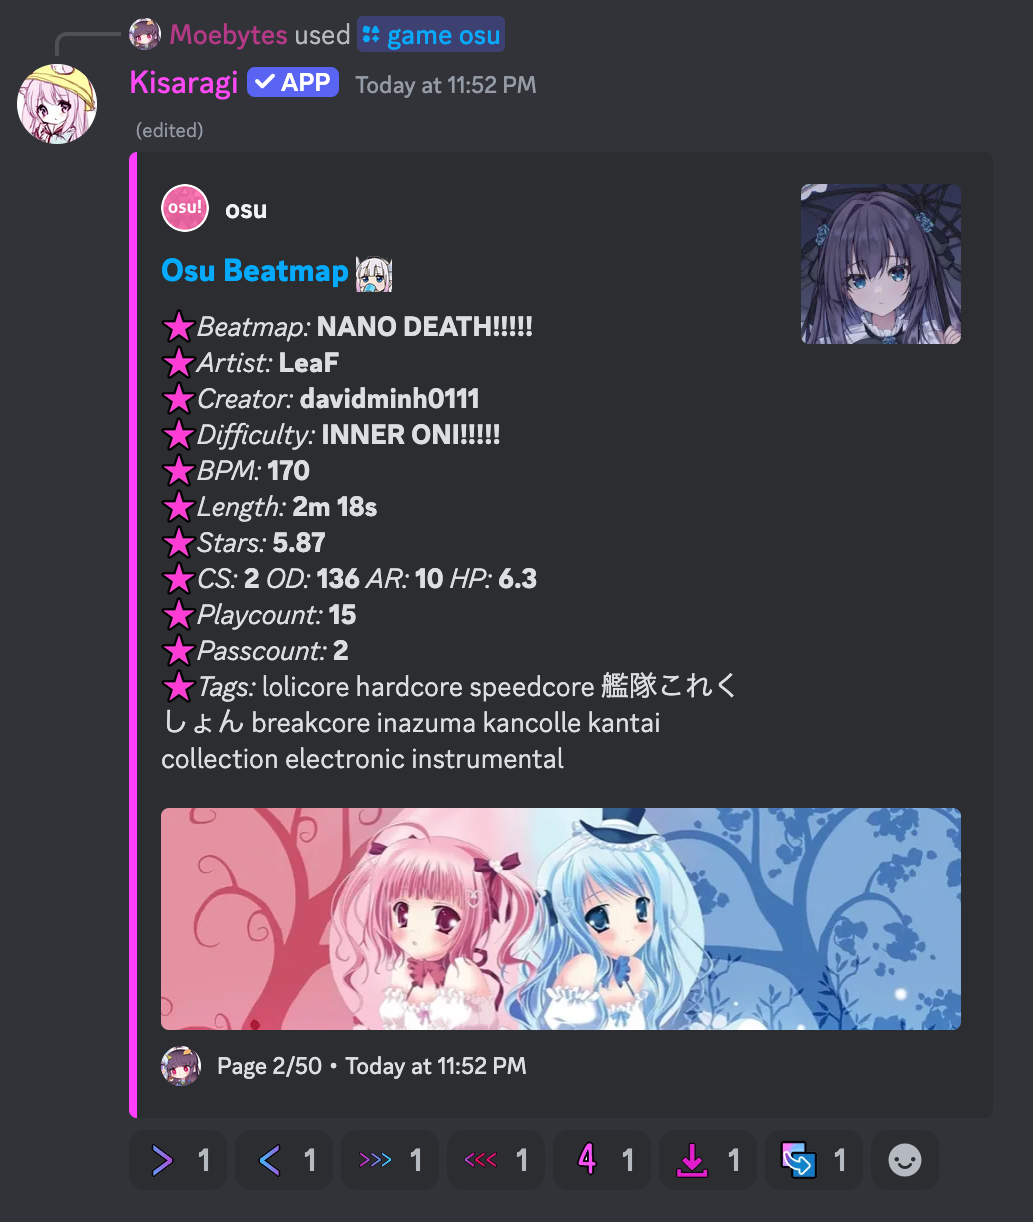 Moebytes used game osu
Kisaragi ✓ APP Today at 11:52 PM
(edited)
osu! osu
Osu Beatmap
Beatmap: NANO DEATH!!!!!
Artist: LeaF
Creator: davidminh0111
Difficulty: INNER ONI!!!!!
BPM: 170
Length: 2m 18s
Stars: 5.87
CS: 2 OD: 136 AR: 10 HP: 6.3
Playcount: 15
Passcount: 2
Tags: lolicore hardcore speedcore 艦隊これく
しょん breakcore inazuma kancolle kantai
collection electronic instrumental
Page 2/50 • Today at 11:52 PM
> 1 < 1 >>> 1 <<< 1 4 1 1 1